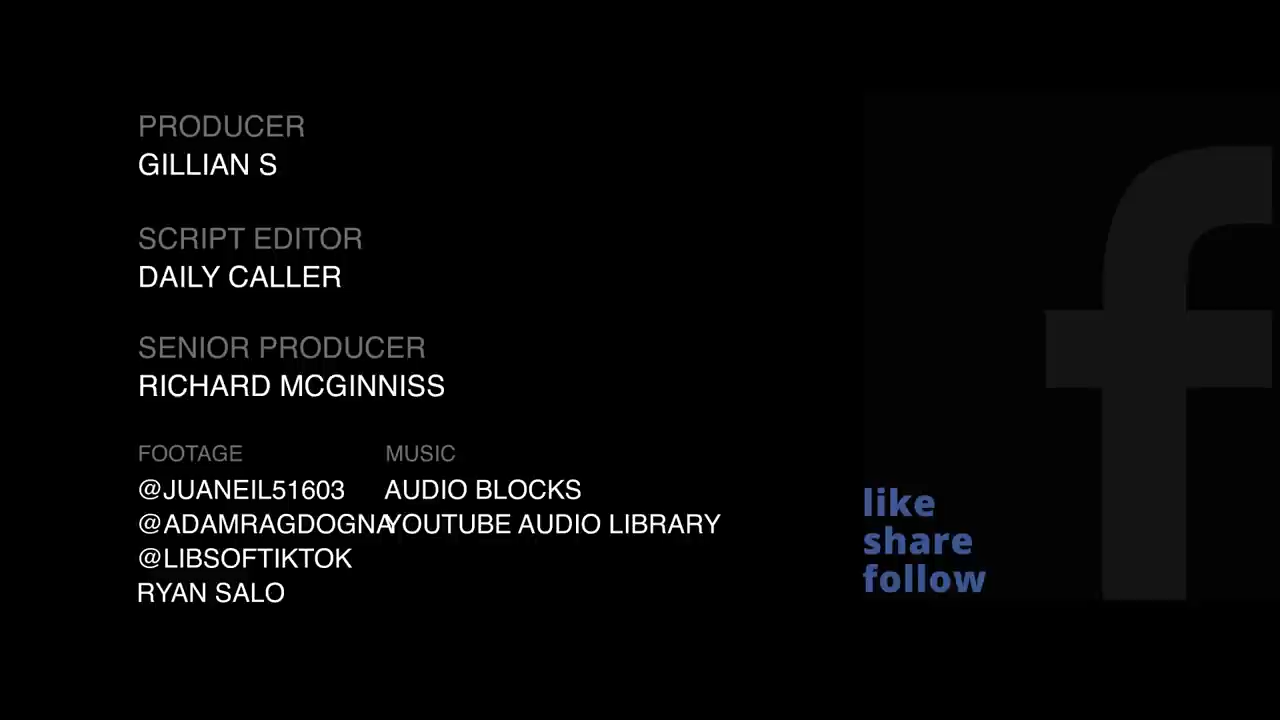 PRODUCER
GILLIAN S
SCRIPT EDITOR
DAILY CALLER
SENIOR PRODUCER
RICHARD MCGINNISS
FOOTAGE
@JUANEIL51603
@ADAMRAGDOGNA
@LIBSOFTIKTOK
RYAN SALO
MUSIC
AUDIO BLOCKS
YOUTUBE AUDIO LIBRARY
like
share
follow
f